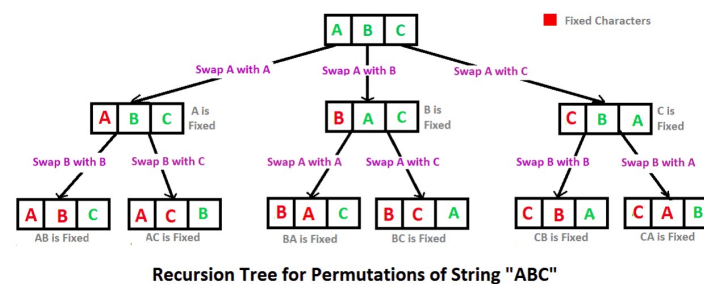 A B C
Fixed Characters
Swap A with A
Swap A with B
Swap A with C
A B C
A is
Fixed
B A C
B is
Fixed
C B A
C is
Fixed
Swap B with B
Swap B with C
Swap A with A
Swap A with C
Swap B with B
Swap B with A
A B C
A C B
B A C
B C A
C B A
C A B
AB is Fixed
AC is Fixed
BA is Fixed
BC is Fixed
CB is Fixed
CA is Fixed
Recursion Tree for Permutations of String "ABC"